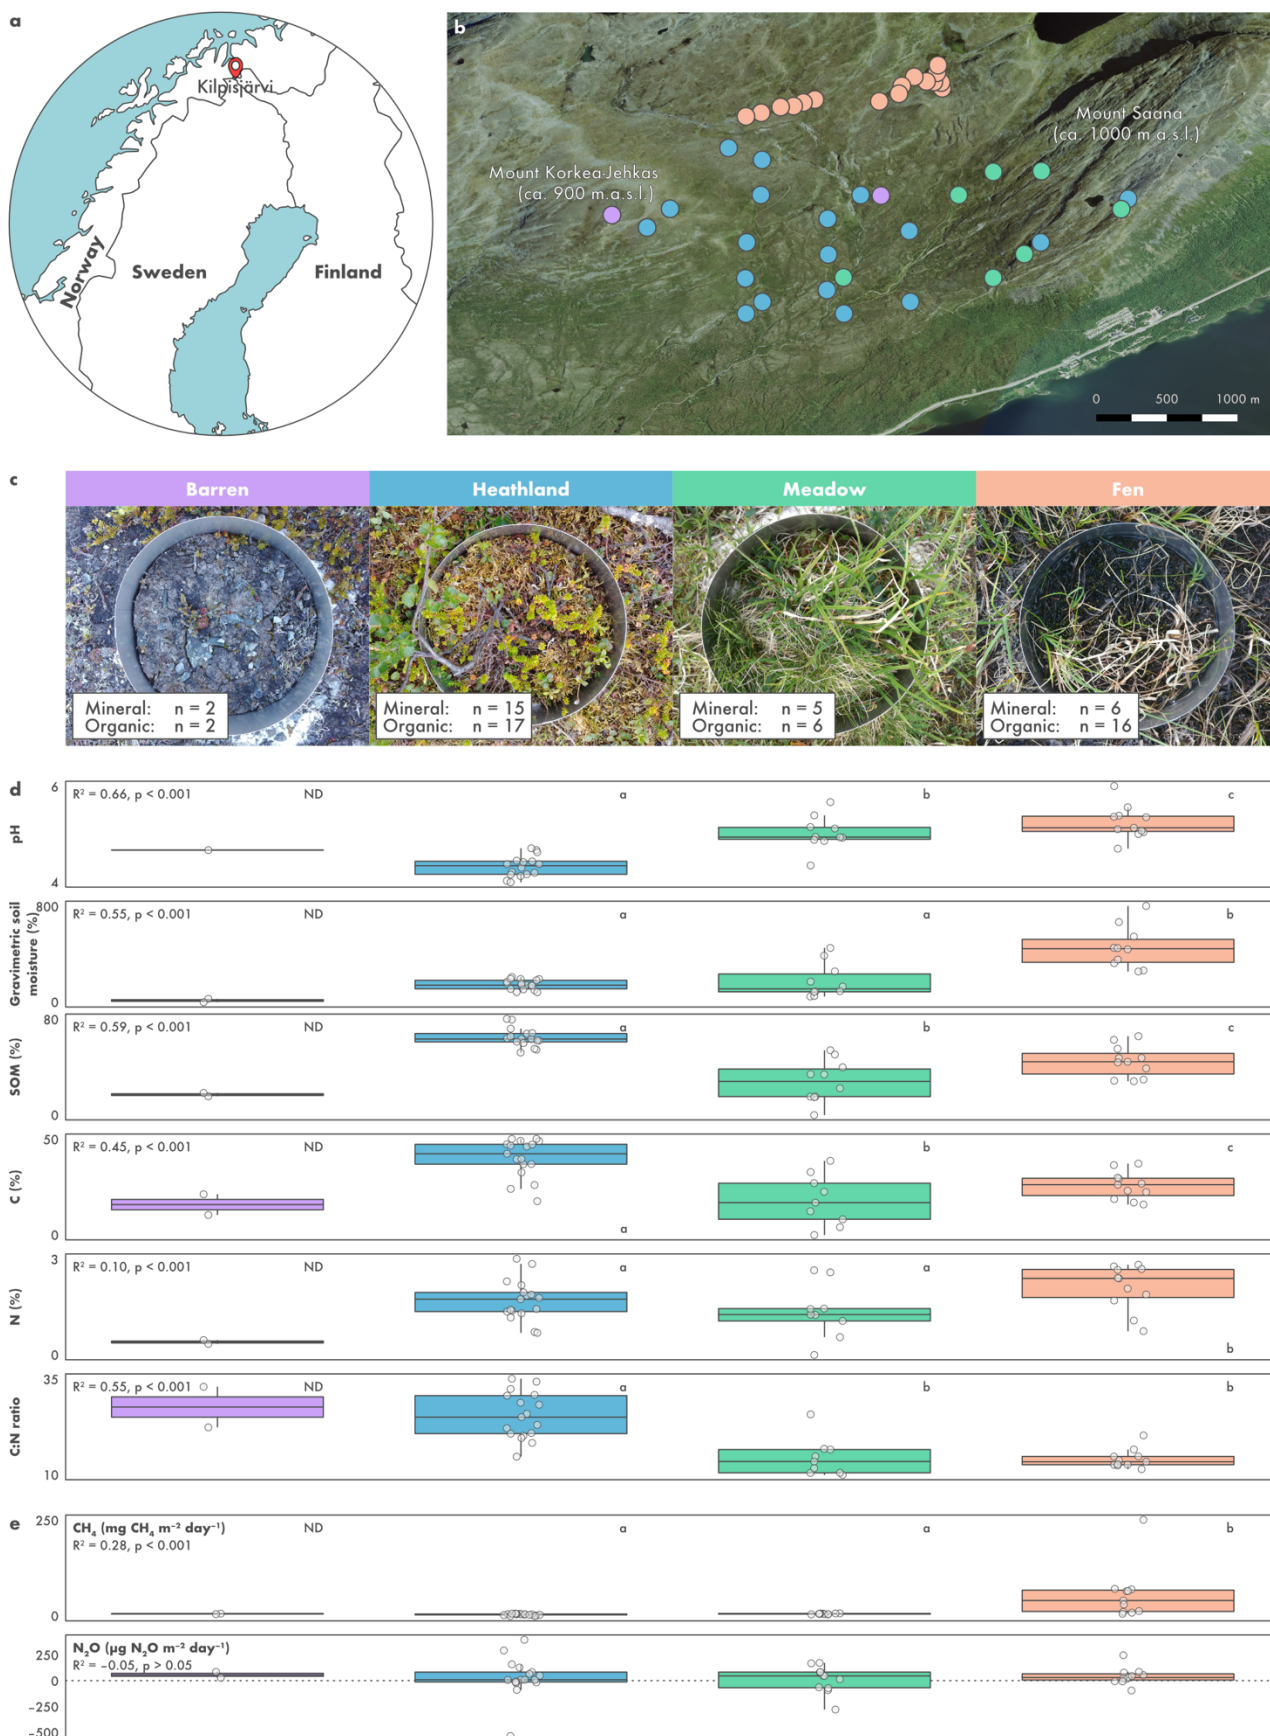 a
Kilpisjärvi
Norway
Sweden
Finland
b
Mount Saana
(ca. 1000 m.a.s.l.)
Mount Korkea-Jehkas
(ca. 900 m.a.s.l.)
0 500 1000 m
c
Barren Heathland Meadow Fen
Mineral: n = 2
Organic: n = 2
Mineral: n = 15
Organic: n = 17
Mineral: n = 5
Organic: n = 6
Mineral: n = 6
Organic: n = 16
d
pH
6
4
R² = 0.66, p < 0.001 ND a b c
Gravimetric soil
moisture (%)
800
0
R² = 0.55, p < 0.001 ND a a b
SOM (%)
80
0
R² = 0.59, p < 0.001 ND a b c
C (%)
50
0
R² = 0.45, p < 0.001 ND a b c
N (%)
3
0
R² = 0.10, p < 0.001 ND a a b
C:N ratio
35
10
R² = 0.55, p < 0.001 ND a b b
e
250
0
CH₄ (mg CH₄ m⁻² day⁻¹) ND a a b
R² = 0.28, p < 0.001
N₂O (µg N₂O m⁻² day⁻¹)
R² = −0.05, p > 0.05
250
0
−250
−500